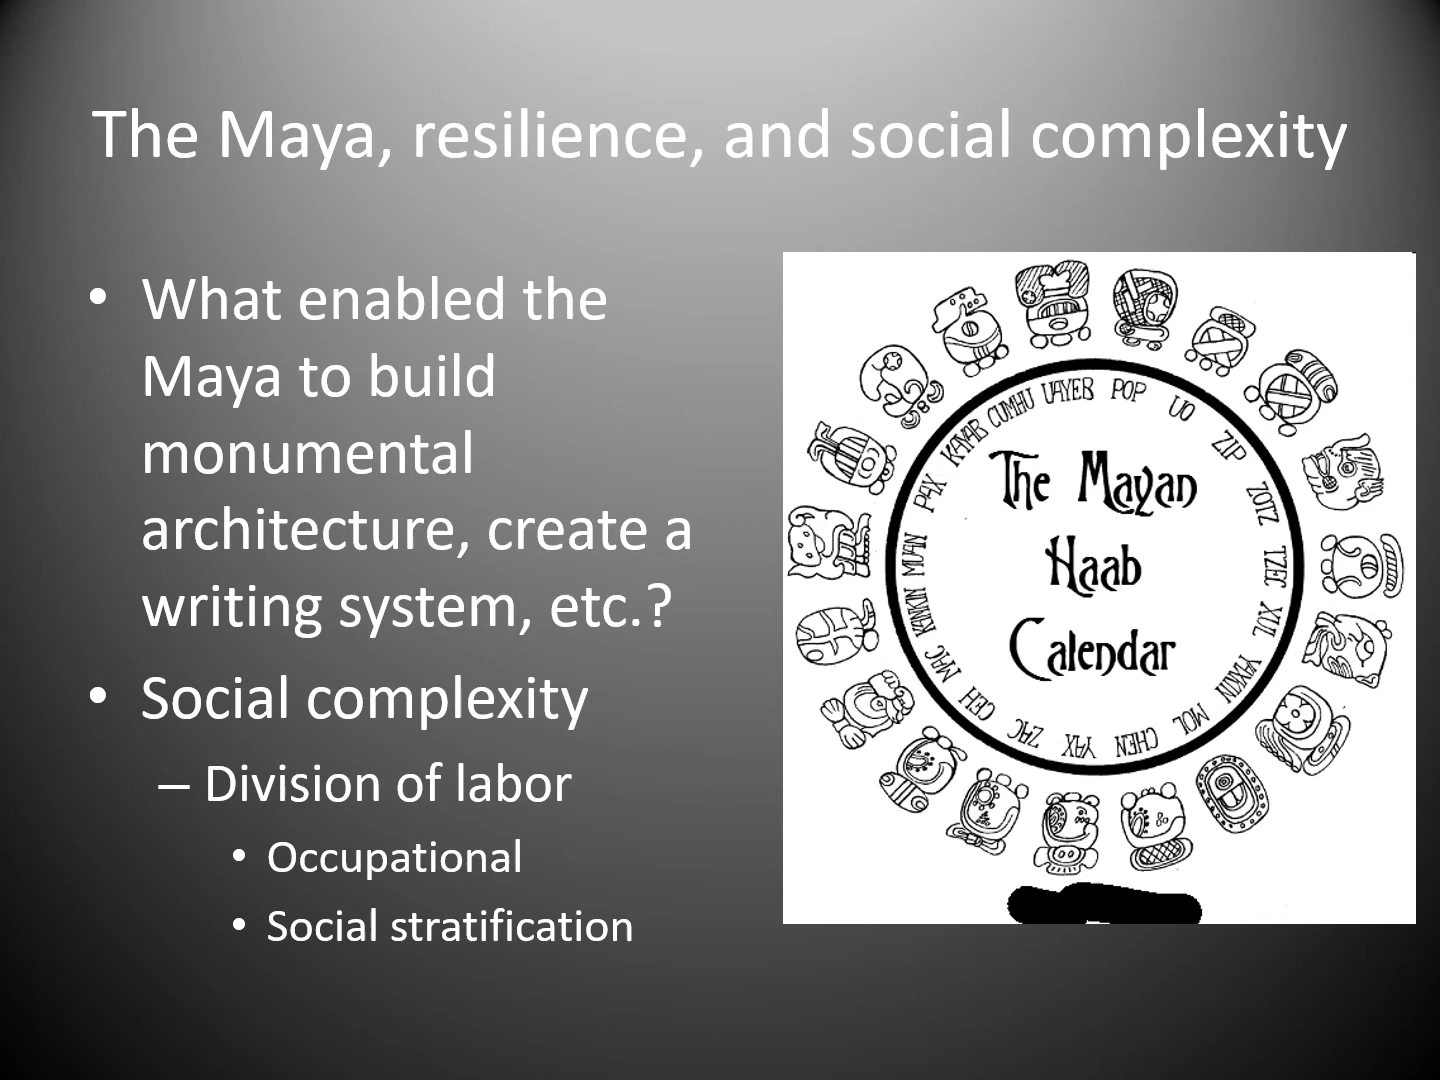 The Maya, resilience, and social complexity
• What enabled the
Maya to build
monumental
architecture, create a
writing system, etc.?
• Social complexity
– Division of labor
• Occupational
• Social stratification
The Mayan
Haab
Calendar
POP
UO
ZIP
ZOTZ
TZEC
XUL
YAXKIN
MOL
CHEN
YAX
ZAC
CEH
MAC
KANKIN
MUAN
PAX
KAYAB
CUMHU
UAYEB